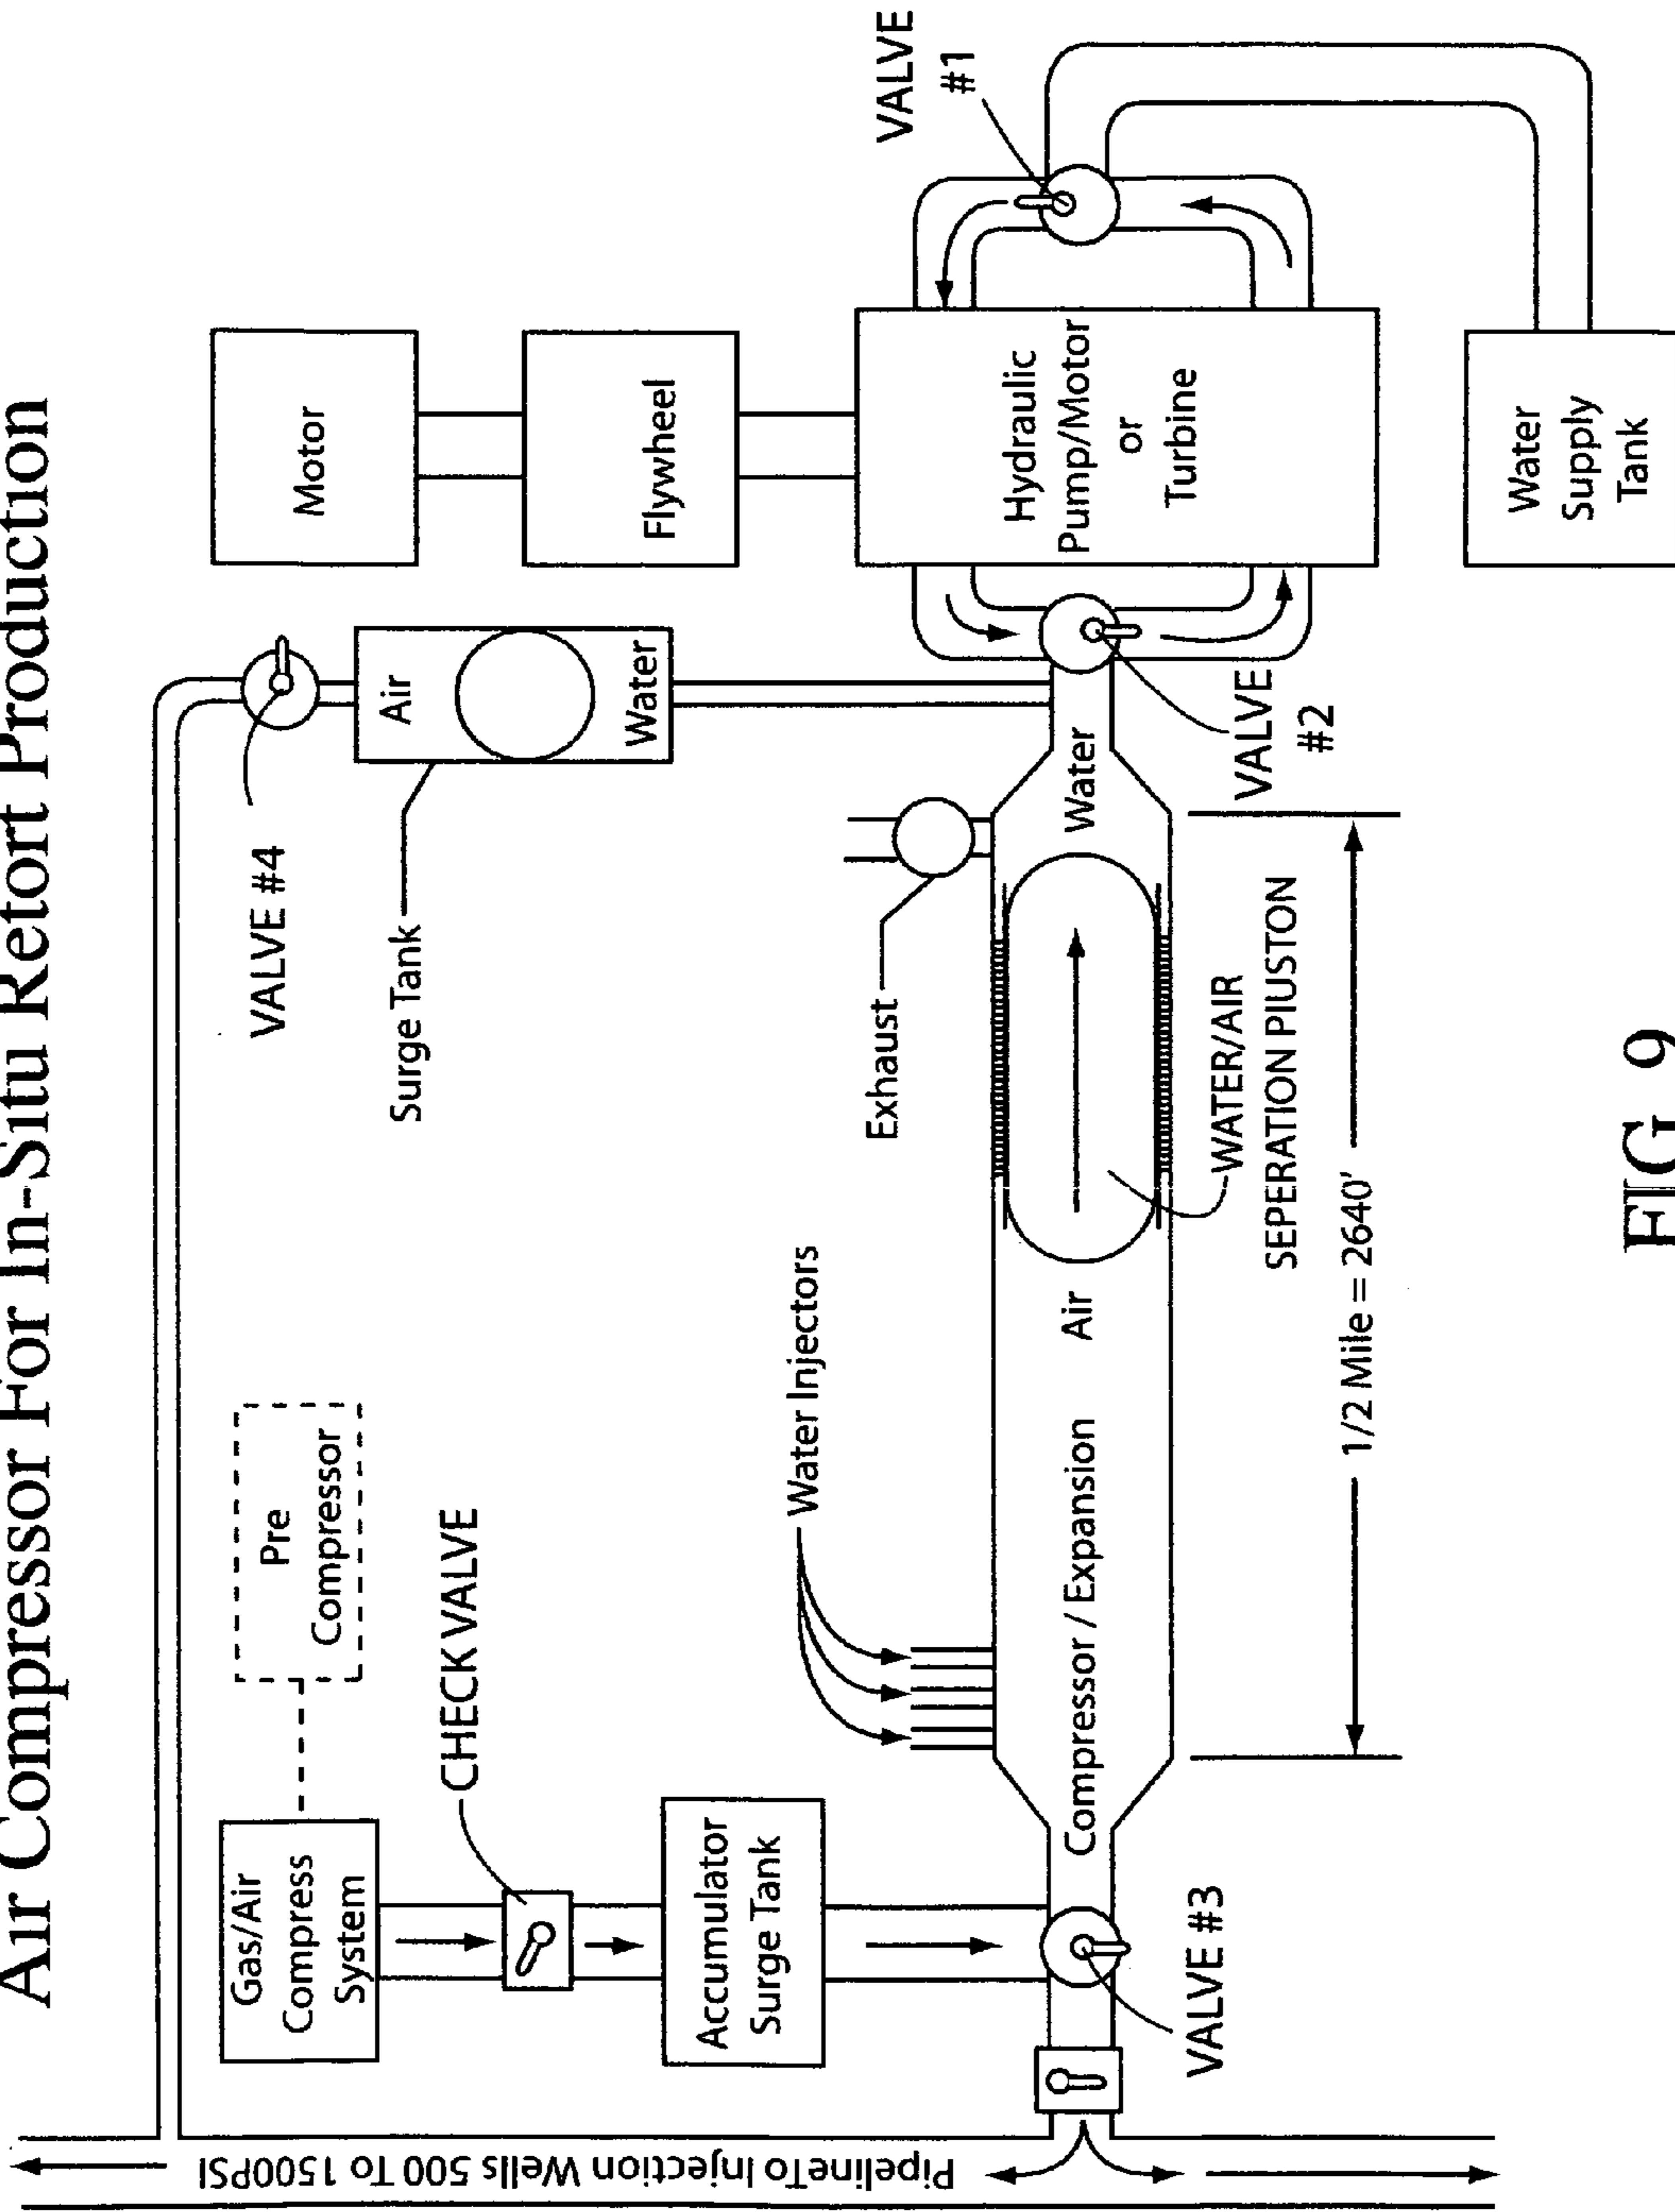 Air Compressor For In-Situ Retort Production
PipelineTo Injection Wells 500 To 1500PSI
Gas/Air
Compress
System
Pre
Compressor
CHECK VALVE
Accumulator
Surge Tank
VALVE #3
Water Injectors
Compressor / Expansion
Air
VALVE #4
Surge Tank
Air
Water
Exhaust
WATER/AIR
SEPERATION PIUSTON
Water
1/2 Mile = 2640'
VALVE
#2
Motor
Flywheel
Hydraulic
Pump/Motor
or
Turbine
VALVE
#1
Water
Supply
Tank
FIG 9